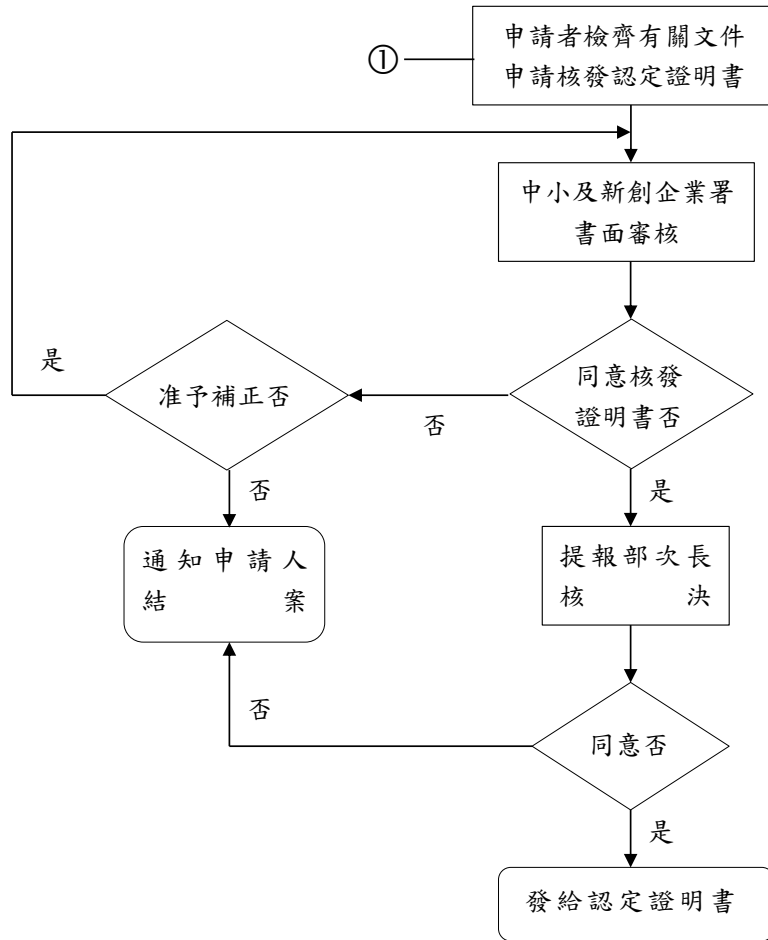 申請者檢齊有關文件
①
申請核發認定證明書
中小及新創企業署
書面審核
是
准予補正否
同意核發
證明書否
否
否
是
通知申請人
結案
提報部次長
核決
否
同意否
是
發給認定證明書